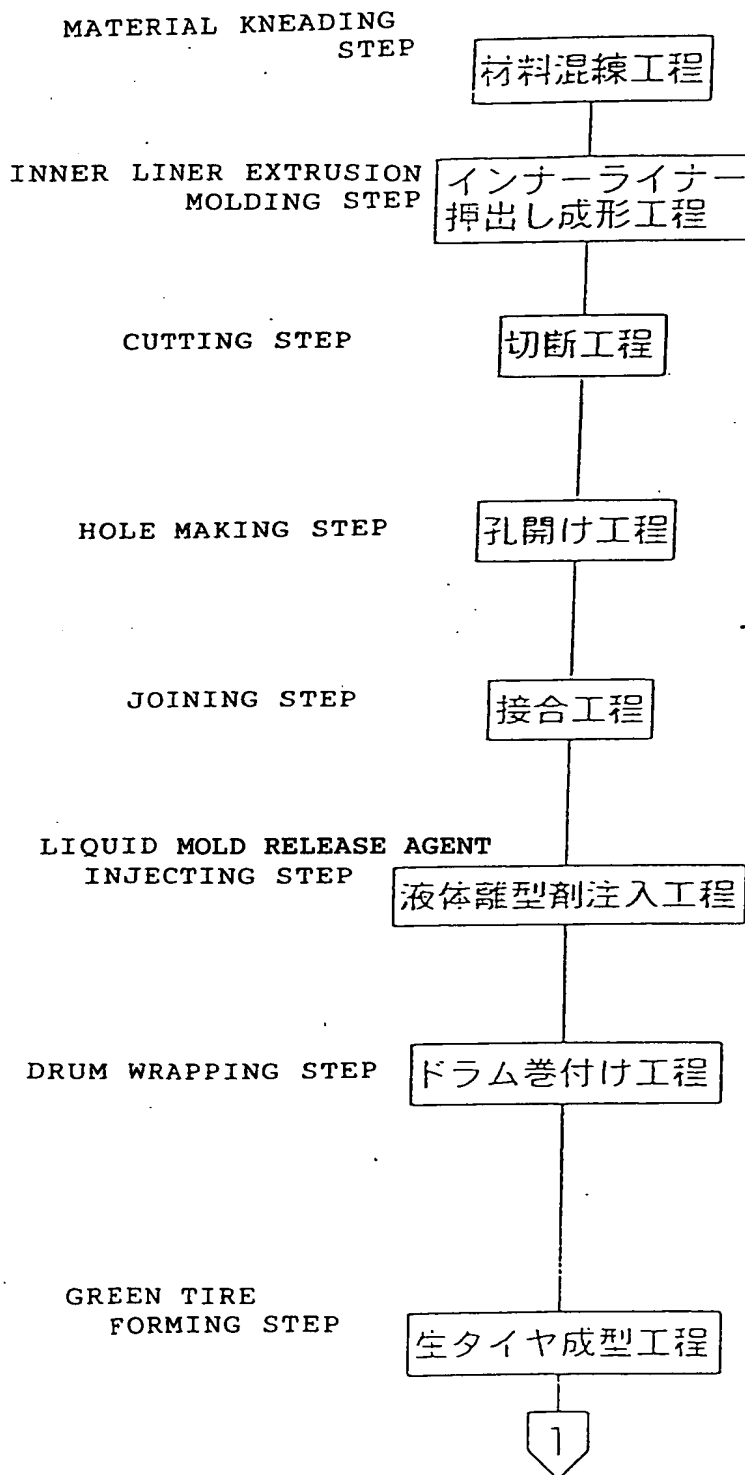 MATERIAL KNEADING
STEP
材料混練工程
INNER LINER EXTRUSION
MOLDING STEP
インナーライナー
押出し成形工程
CUTTING STEP
切断工程
HOLE MAKING STEP
孔開け工程
JOINING STEP
接合工程
LIQUID MOLD RELEASE AGENT
INJECTING STEP
液体離型剤注入工程
DRUM WRAPPING STEP
ドラム巻付け工程
GREEN TIRE
FORMING STEP
生タイヤ成型工程
1